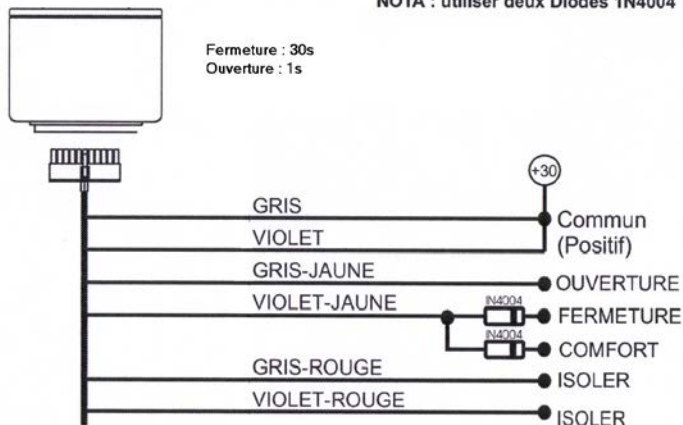 NOTA : utiliser deux Diodes 1N4004
Fermeture : 30s
Ouverture : 1s
+30
GRIS
Commun
(Positif)
VIOLET
GRIS-JAUNE
OUVERTURE
VIOLET-JAUNE
IN4004
FERMETURE
IN4004
COMFORT
GRIS-ROUGE
ISOLER
VIOLET-ROUGE
ISOLER